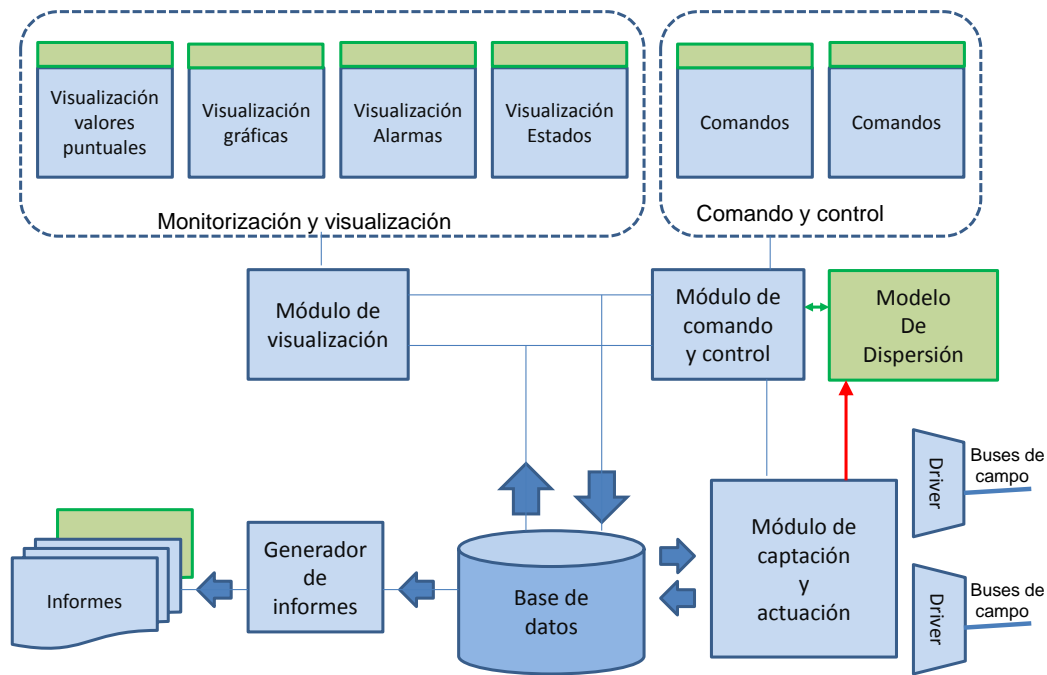 Visualización
valores
puntuales
Visualización
gráficas
Visualización
Alarmas
Visualización
Estados
Comandos
Comandos
Monitorización y visualización
Comando y control
Módulo de
visualización
Módulo de
comando
y control
Modelo
De
Dispersión
Driver
Buses de
campo
Informes
Generador
de
informes
Base de
datos
Módulo de
captación
y
actuación
Driver
Buses de
campo